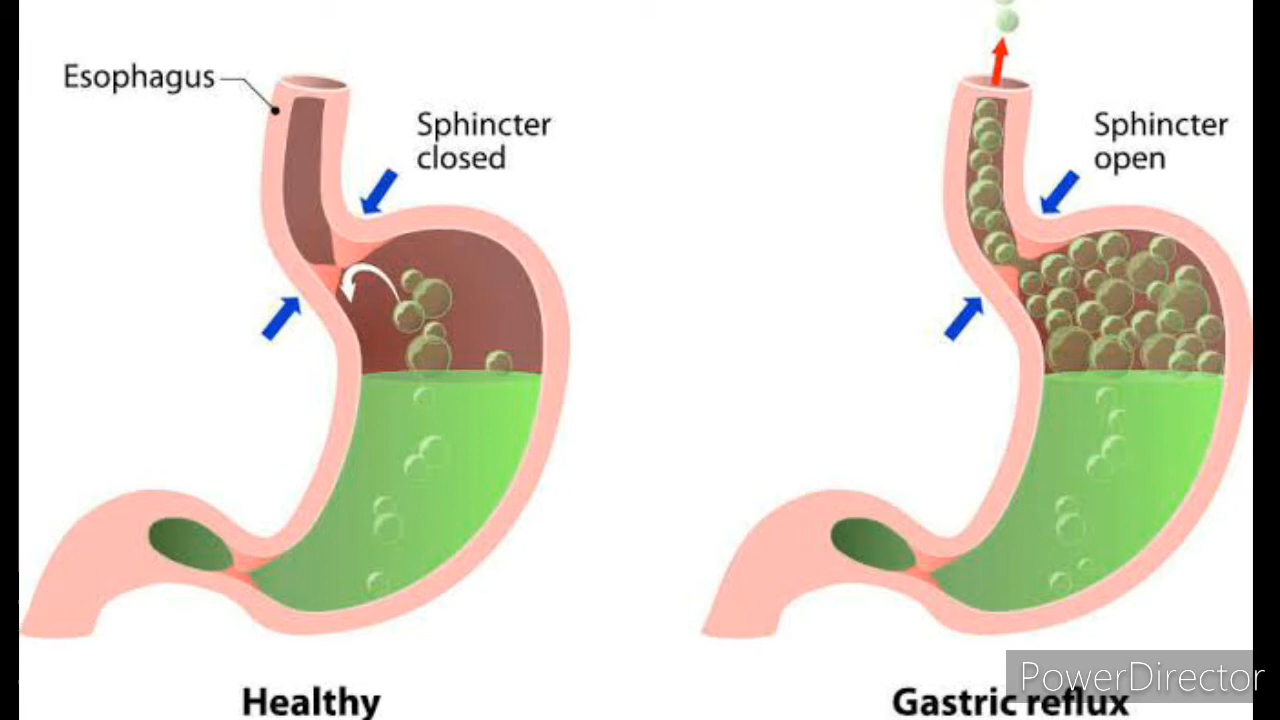 Esophagus
Sphincter
closed
Sphincter
open
Healthy
Gastric reflux
PowerDirector